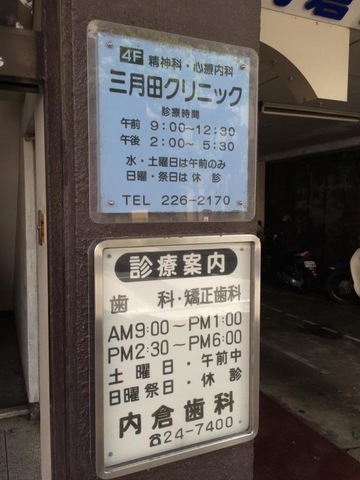 4F 精神科・心療内科
三月田クリニック
診療時間
午前 9:00~12:30
午後 2:00~ 5:30
水・土曜日は午前のみ
日曜・祭日は休 診
TEL 226-2170
診療案内
歯 科・矯正歯科
AM9:00~PM1:00
PM2:30~PM6:00
土 曜 日・午前中
日曜祭日・休 診
内倉歯科
☎24-7400